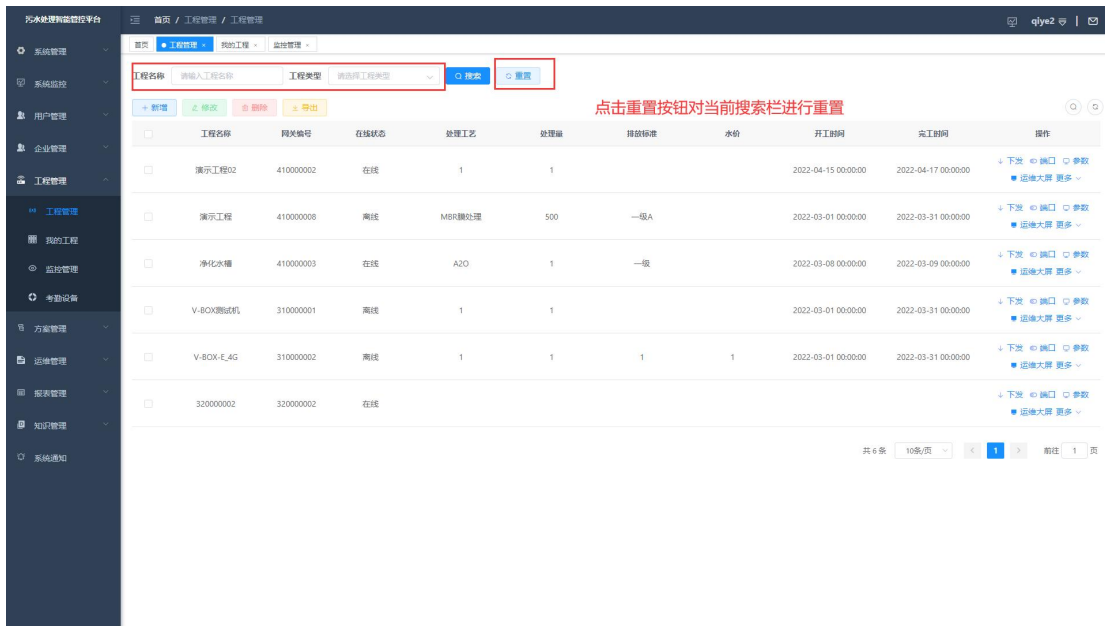 污水处理智能管控平台
首页 / 工程管理 / 工程管理
qiye2
首页 工程管理 × 我的工程 × 监控管理 ×
系统管理
系统监控
用户管理
企业管理
工程管理
工程管理
我的工程
监控管理
考勤设备
方案管理
运维管理
报表管理
知识管理
系统通知
工程名称 请输入工程名称 工程类型 请选择工程类型 搜索 重置
+ 新增 修改 删除 导出
点击重置按钮对当前搜索栏进行重置
工程名称 网关编号 在线状态 处理工艺 处理量 排放标准 水价 开工时间 完工时间 操作
演示工程02 410000002 在线 1 1 2022-04-15 00:00:00 2022-04-17 00:00:00 下发 端口 参数
运维大屏 更多
演示工程 410000008 离线 MBR膜处理 500 一级A 2022-03-01 00:00:00 2022-03-31 00:00:00 下发 端口 参数
运维大屏 更多
净化水槽 410000003 在线 A2O 1 一级 2022-03-08 00:00:00 2022-03-09 00:00:00 下发 端口 参数
运维大屏 更多
V-BOX测试机 310000001 离线 1 1 2022-03-01 00:00:00 2022-03-31 00:00:00 下发 端口 参数
运维大屏 更多
V-BOX-E_4G 310000002 离线 1 1 1 1 2022-03-01 00:00:00 2022-03-31 00:00:00 下发 端口 参数
运维大屏 更多
320000002 320000002 在线 下发 端口 参数
运维大屏 更多
共 6 条 10条/页 < 1 > 前往 1 页